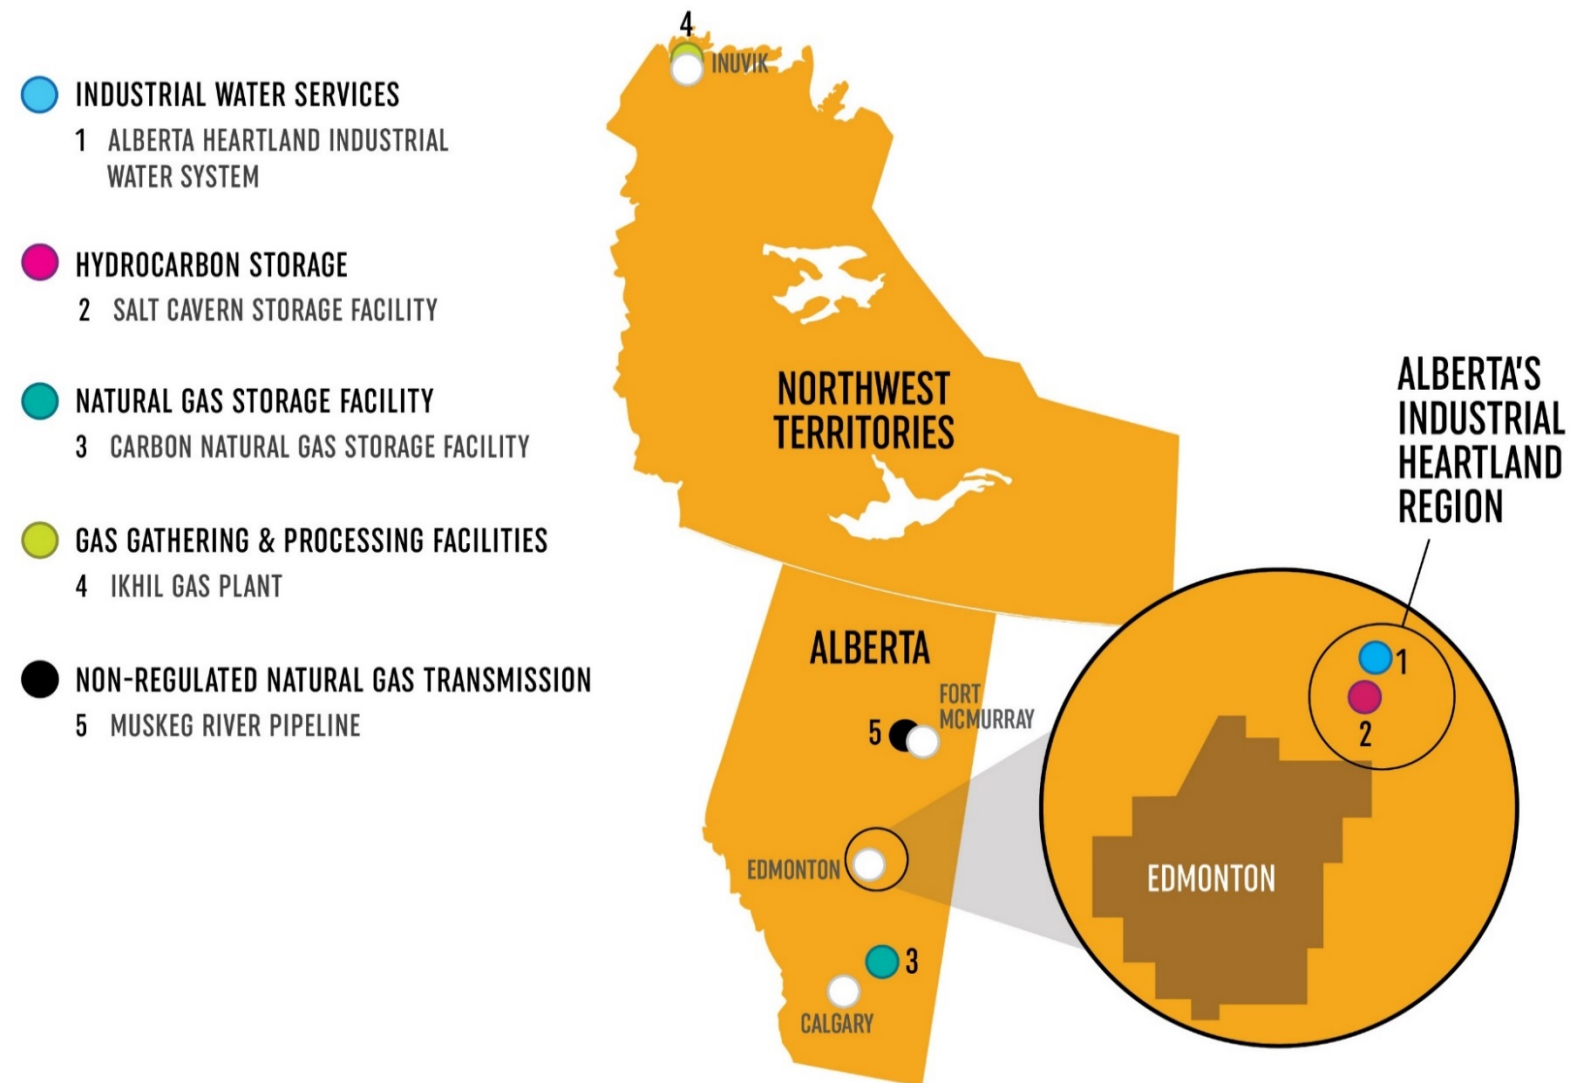 INDUSTRIAL WATER SERVICES
1 ALBERTA HEARTLAND INDUSTRIAL
WATER SYSTEM
HYDROCARBON STORAGE
2 SALT CAVERN STORAGE FACILITY
NATURAL GAS STORAGE FACILITY
3 CARBON NATURAL GAS STORAGE FACILITY
GAS GATHERING & PROCESSING FACILITIES
4 IKHIL GAS PLANT
NON-REGULATED NATURAL GAS TRANSMISSION
5 MUSKEG RIVER PIPELINE
4
INUVIK
NORTHWEST
TERRITORIES
ALBERTA
FORT
MCMURRAY
5
EDMONTON
3
CALGARY
ALBERTA'S
INDUSTRIAL
HEARTLAND
REGION
1
2
EDMONTON